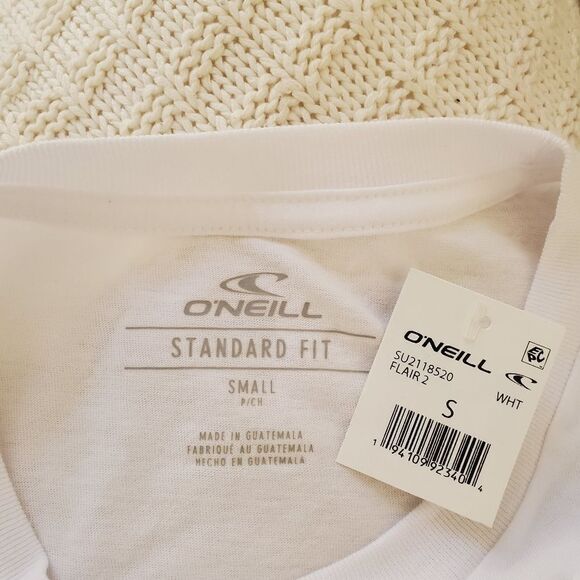 O'NEILL
STANDARD FIT
SMALL
P/CH
MADE IN GUATEMALA
FABRIQUÉ AU GUATEMALA
HECHO EN GUATEMALA
O'NEILL
SU2118520
FLAIR 2
WHT
S
1 94109 92340 4